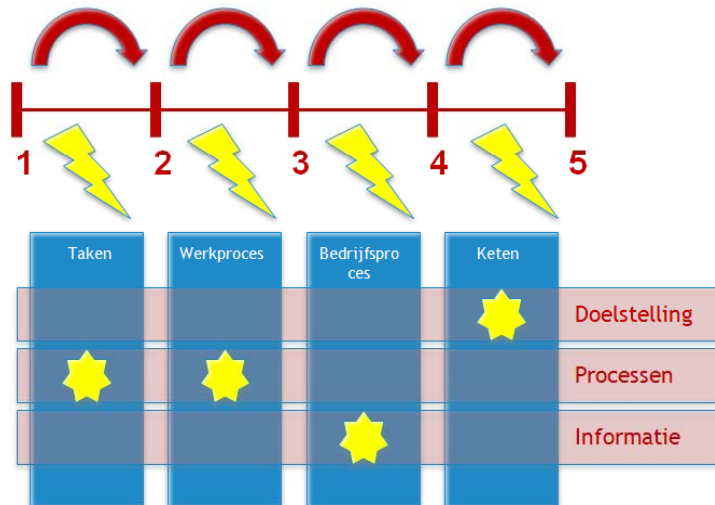 1 2 3 4 5
Taken Werkproces Bedrijfspro Keten
ces
Doelstelling
Processen
Informatie